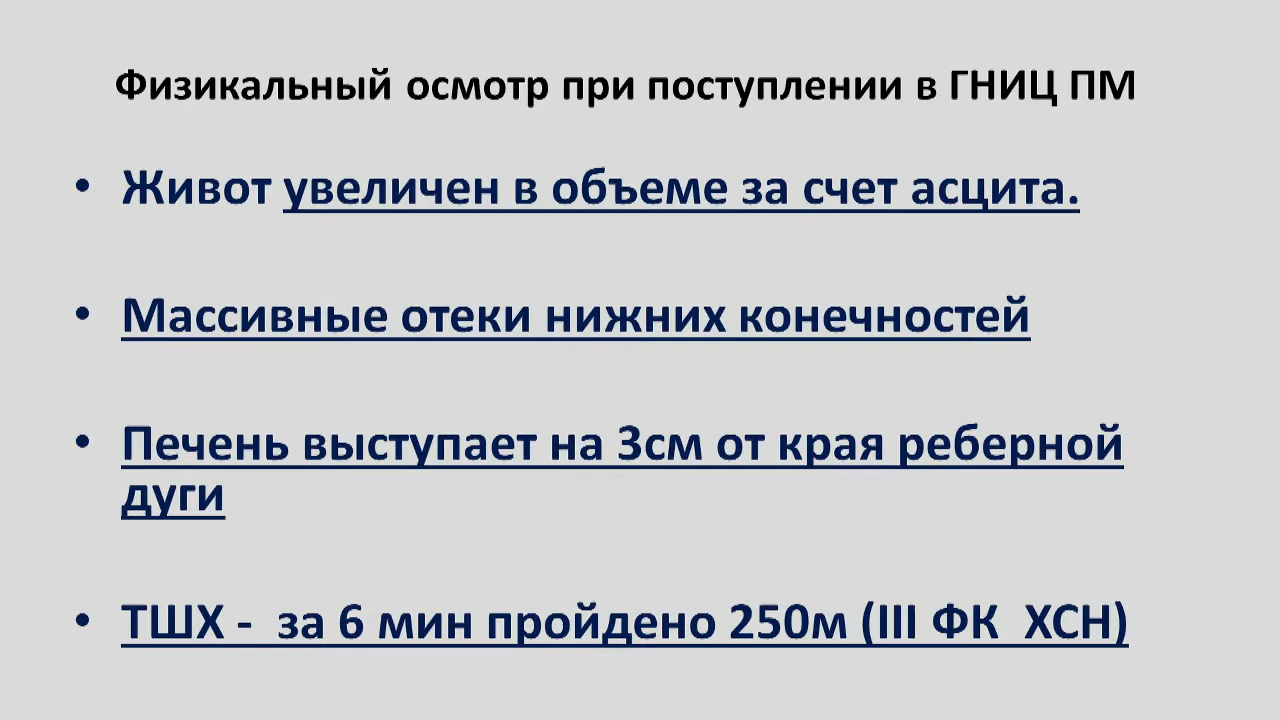 Физикальный осмотр при поступлении в ГНИЦ ПМ
• Живот увеличен в объеме за счет асцита.
• Массивные отеки нижних конечностей
• Печень выступает на 3см от края реберной
дуги
• ТШХ - за 6 мин пройдено 250м (III ФК ХСН)